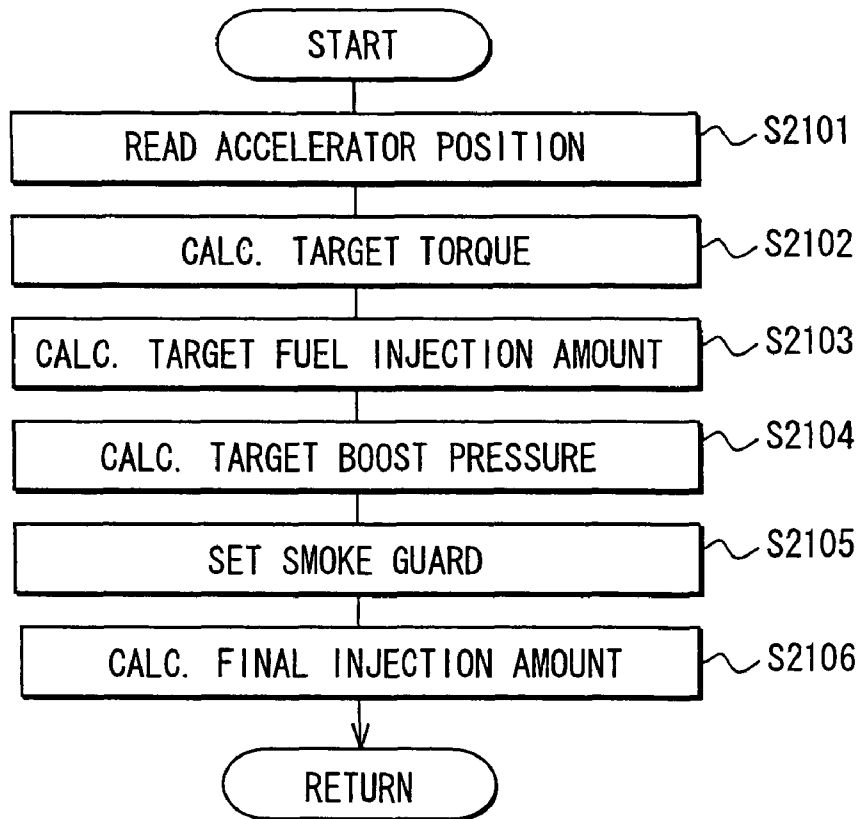 START
READ ACCELERATOR POSITION
S2101
CALC. TARGET TORQUE
S2102
CALC. TARGET FUEL INJECTION AMOUNT
S2103
CALC. TARGET BOOST PRESSURE
S2104
SET SMOKE GUARD
S2105
CALC. FINAL INJECTION AMOUNT
S2106
RETURN